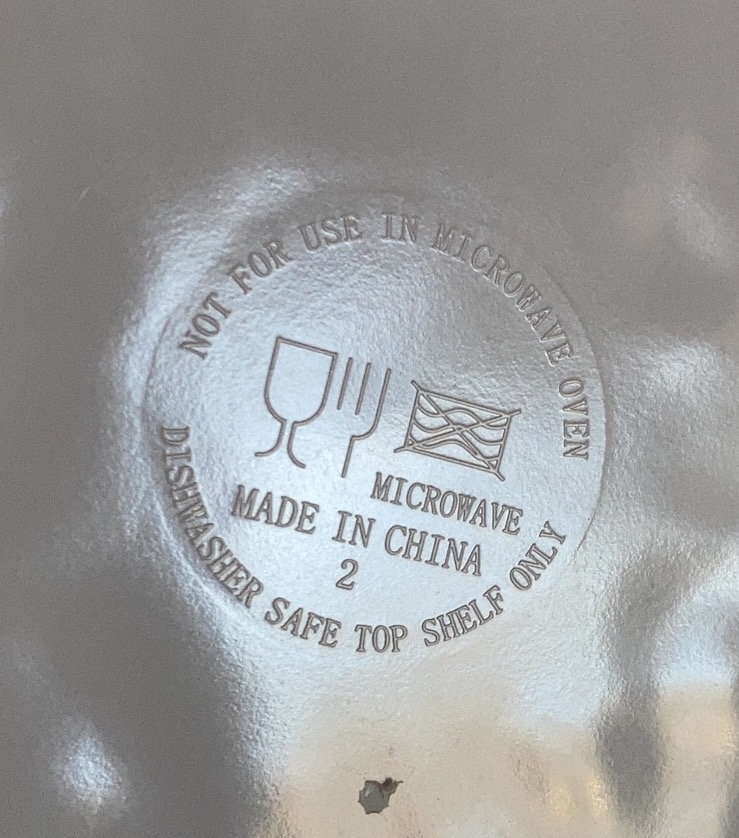 NOT FOR USE IN MICROWAVE OVEN
MICROWAVE
MADE IN CHINA
2
DISHWASHER SAFE TOP SHELF ONLY